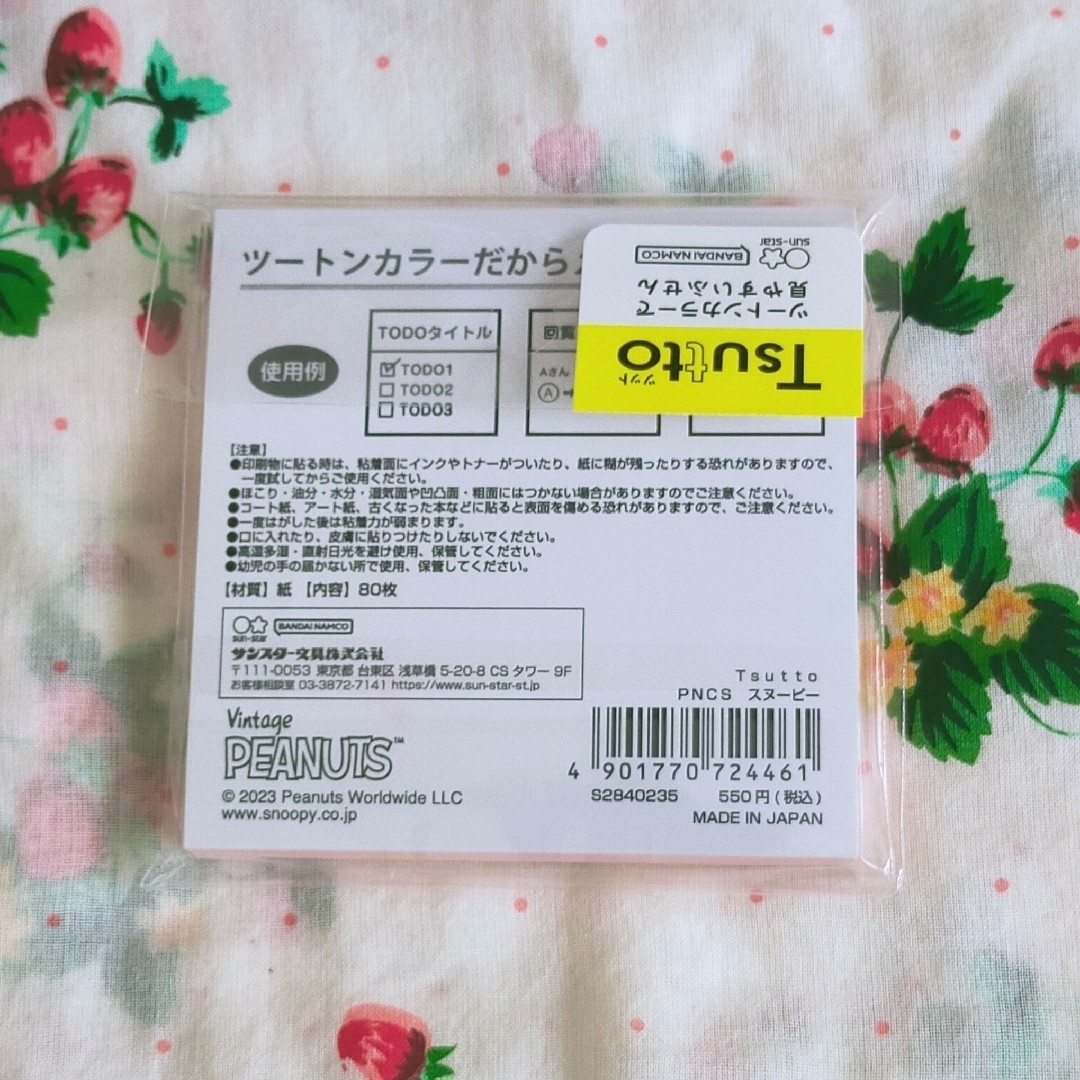 ツートンカラーだから
sun-star BANDAI NAMCO
ツートンカラーで
見やすいふせん
Tsutto
ツット
使用例
TODOタイトル
TODO1
TODO2
TODO3
回覧
Aさん
A
【注意】
●印刷物に貼る時は、粘着面にインクやトナーがついたり、紙に糊が残ったりする恐れがありますので、
一度試してからご使用ください。
●ほこり・油分・水分・湿気面や凹凸面・粗面にはつかない場合がありますのでご注意ください。
●コート紙、アート紙、古くなった本などに貼ると表面を傷める恐れがありますので、ご注意ください。
●一度はがした後は粘着力が弱まります。
●口に入れたり、皮膚に貼りつけたりしないでください。
●高温多湿・直射日光を避け使用、保管してください。
●幼児の手の届かない所で使用、保管してください。
【材質】紙 【内容】80枚
sun-star BANDAI NAMCO
サンスター文具株式会社
〒111-0053 東京都 台東区 浅草橋 5-20-8 CS タワー 9F
お客様相談室 03-3872-7141 https://www.sun-star-st.jp
Tsutto
PNCS スヌーピー
Vintage
PEANUTS™
© 2023 Peanuts Worldwide LLC
www.snoopy.co.jp
4 901770 724461
S2840235 550円(税込)
MADE IN JAPAN